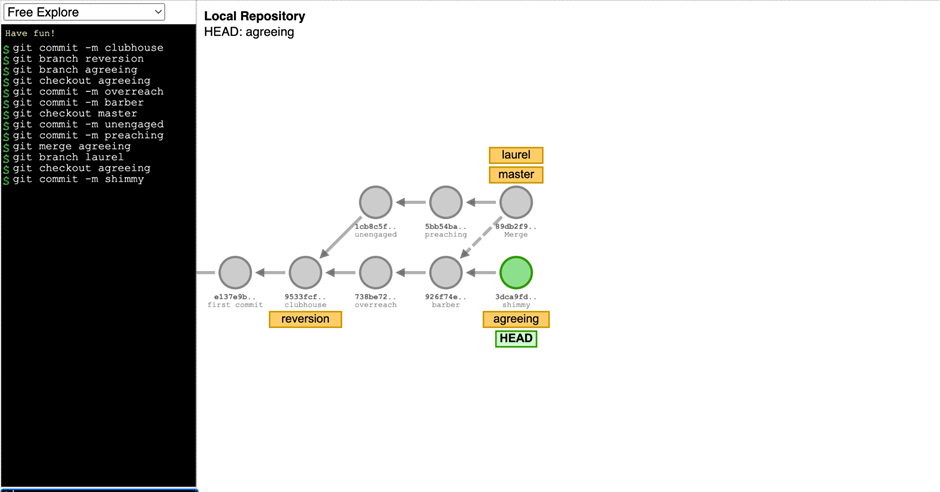 Free Explore
Have fun!
$ git commit -m clubhouse
$ git branch reversion
$ git branch agreeing
$ git checkout agreeing
$ git commit -m overreach
$ git commit -m barber
$ git checkout master
$ git commit -m unengaged
$ git commit -m preaching
$ git merge agreeing
$ git branch laurel
$ git checkout agreeing
$ git commit -m shimmy
Local Repository
HEAD: agreeing
laurel
master
1cb8c5f.. 5bb54ba.. 89db2f9..
unengaged preaching Merge
e137e9b.. 9533fcf.. 738be72.. 926f74e.. 3dca9fd..
first commit clubhouse overreach barber shimmy
reversion agreeing
HEAD